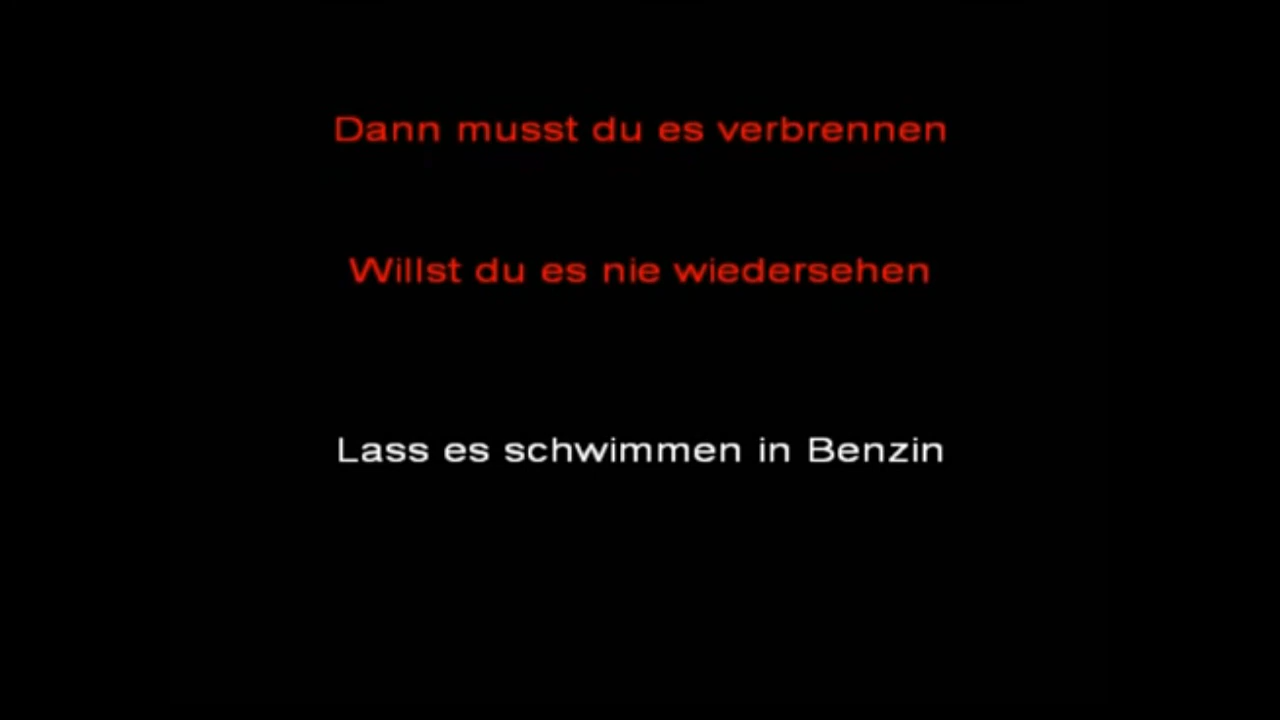 Dann musst du es verbrennen
Willst du es nie wiedersehen
Lass es schwimmen in Benzin